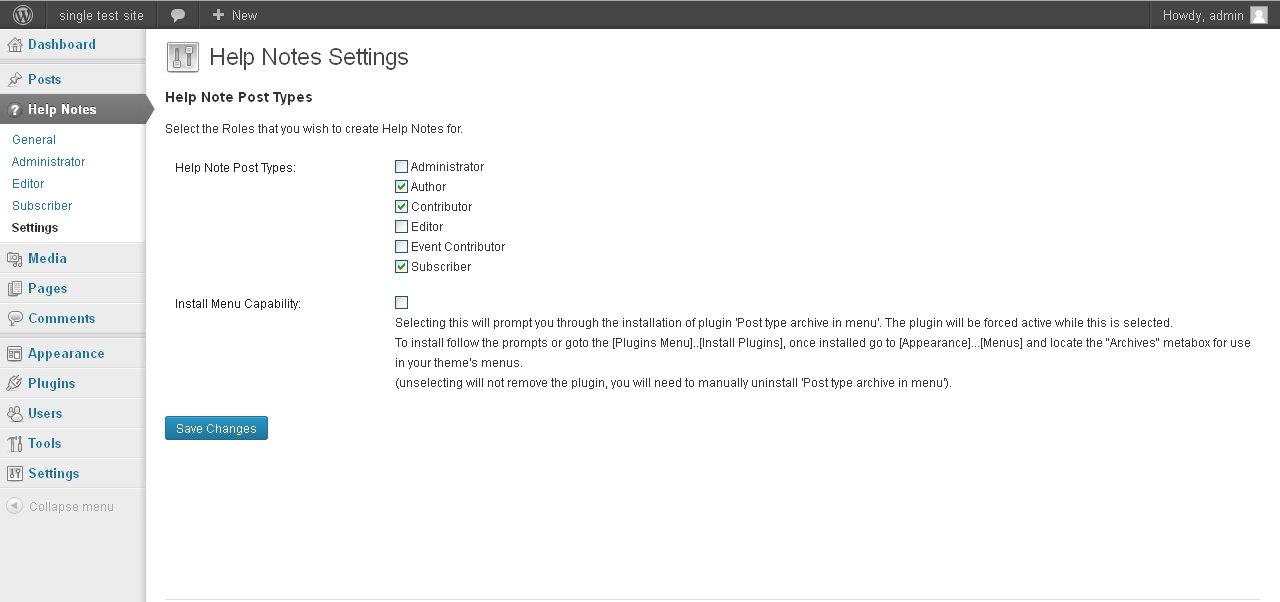 single test site
New
Howdy, admin
Dashboard
Posts
Help Notes
General
Administrator
Editor
Subscriber
Settings
Media
Pages
Comments
Appearance
Plugins
Users
Tools
Settings
Collapse menu
Help Notes Settings
Help Note Post Types
Select the Roles that you wish to create Help Notes for.
Help Note Post Types:
Administrator
Author
Contributor
Editor
Event Contributor
Subscriber
Install Menu Capability:
Selecting this will prompt you through the installation of plugin 'Post type archive in menu'. The plugin will be forced active while this is selected.
To install follow the prompts or goto the [Plugins Menu]..[Install Plugins], once installed go to [Appearance]...[Menus] and locate the "Archives" metabox for use
in your theme's menus.
(unselecting will not remove the plugin, you will need to manually uninstall 'Post type archive in menu').
Save Changes